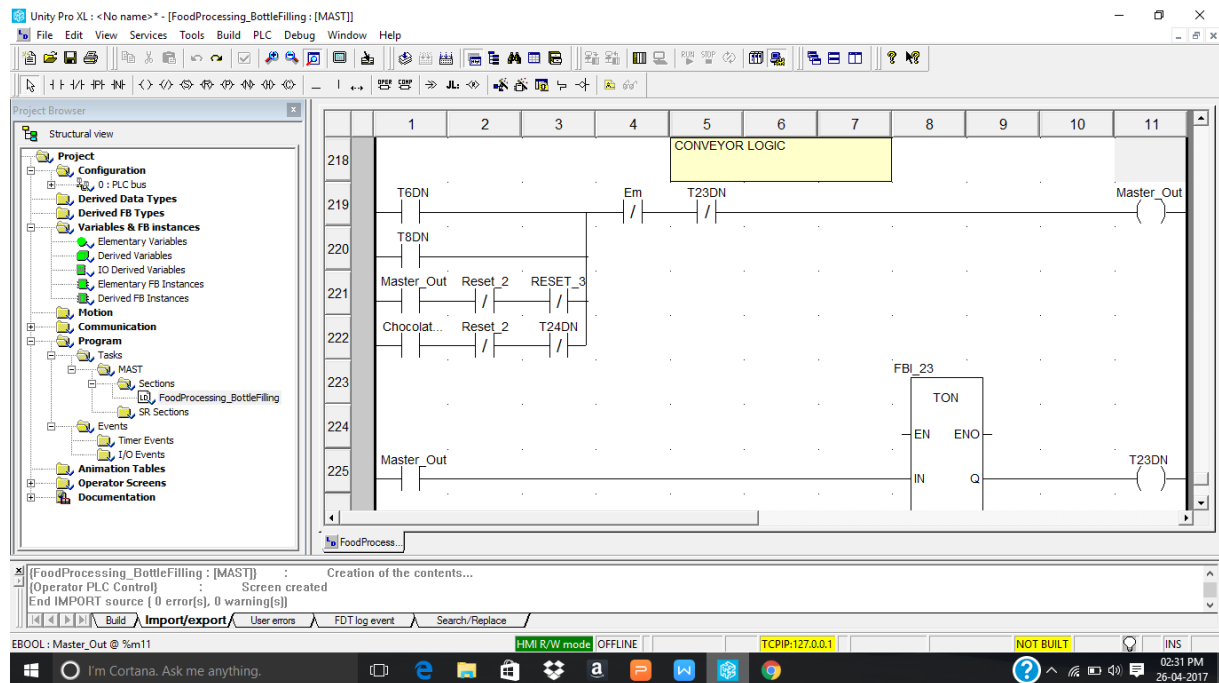 Unity Pro XL : <No name>* - [FoodProcessing_BottleFilling : [MAST]]
File Edit View Services Tools Build PLC Debug Window Help
Project Browser
Structural view
Project
Configuration
0 : PLC bus
Derived Data Types
Derived FB Types
Variables & FB instances
Elementary Variables
Derived Variables
IO Derived Variables
Elementary FB Instances
Derived FB Instances
Motion
Communication
Program
Tasks
MAST
Sections
FoodProcessing_BottleFilling
SR Sections
Events
Timer Events
I/O Events
Animation Tables
Operator Screens
Documentation
1 2 3 4 5 6 7 8 9 10 11
218
CONVEYOR LOGIC
219
T6DN Em T23DN Master_Out
220
T8DN
221
Master_Out Reset_2 RESET_3
222
Chocolat... Reset_2 T24DN
223
FBI_23
TON
224
EN ENO
225
Master_Out T23DN
IN Q
FoodProcess...
{FoodProcessing_BottleFilling : [MAST]} : Creation of the contents...
{Operator PLC Control} : Screen created
End IMPORT source ( 0 error(s), 0 warning(s))
Build Import/export User errors FDT log event Search/Replace
EBOOL : Master_Out @ %m11 HMI R/W mode OFFLINE TCPIP:127.0.0.1 NOT BUILT INS
I'm Cortana. Ask me anything.
02:31 PM
26-04-2017